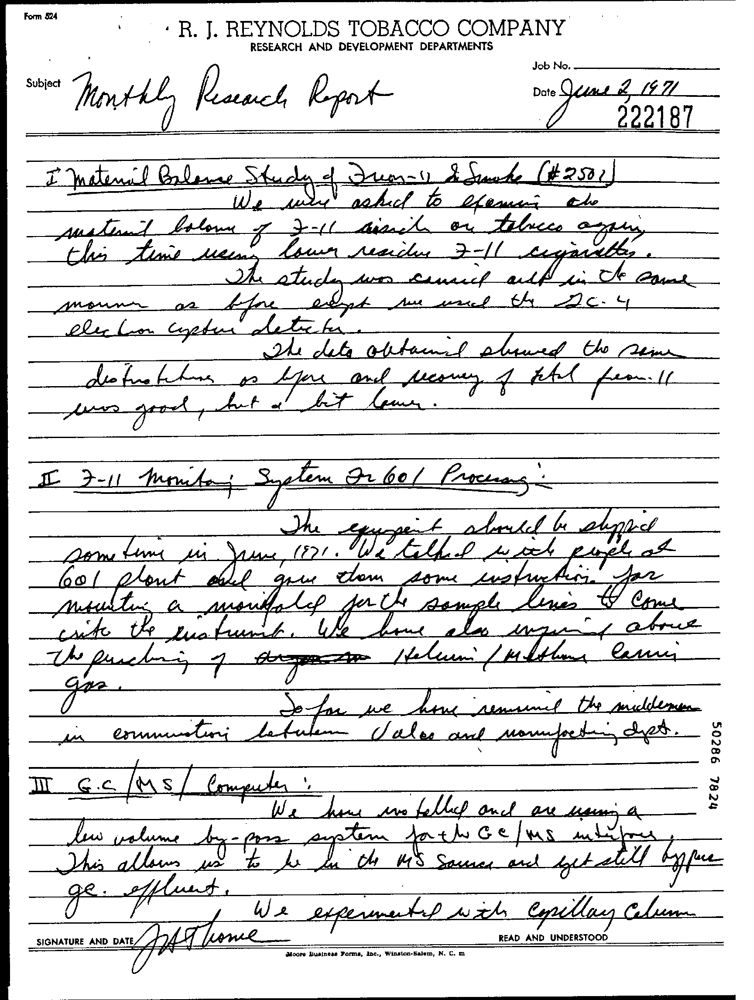 Form 524
R. J. REYNOLDS TOBACCO COMPANY
RESEARCH AND DEVELOPMENT DEPARTMENTS
Job No.
Subject Monthly Research Report
Date June 2, 1971
222187
I Material Balance Study of Freon-11 & Smoke (#2501)
We were asked to examine the
material balance of F-11 on tobacco again,
this time using lower residue F-11 cigarettes.
The study was carried out in the same
manner as before except we used the GC-4
electron capture detector.
The data obtained showed the same
distributions as before and recovery of total freon-11
was good, but a bit lower.
II F-11 Monitoring System For 601 Processing:
The equipment should be shipped
sometime in June, 1971. We talked with people at
601 plant and gave them some instructions for
mounting a manifold for the sample lines to come
into the instrument. We have also inquired about
the purchasing of Helium/Methane carrier
gas.
So far we have remained the middleman
in communication between and manufacturing dept.
III G.C/MS/Computer:
We have installed and are using a
low volume by-pass system for the GC/MS interface.
This allows us to be in the MS Source and yet still bypass
gc. effluent.
We experimented with Capillary Column
SIGNATURE AND DATE
READ AND UNDERSTOOD
Moore Business Forms, Inc., Winston-Salem, N. C. m
50286 7824